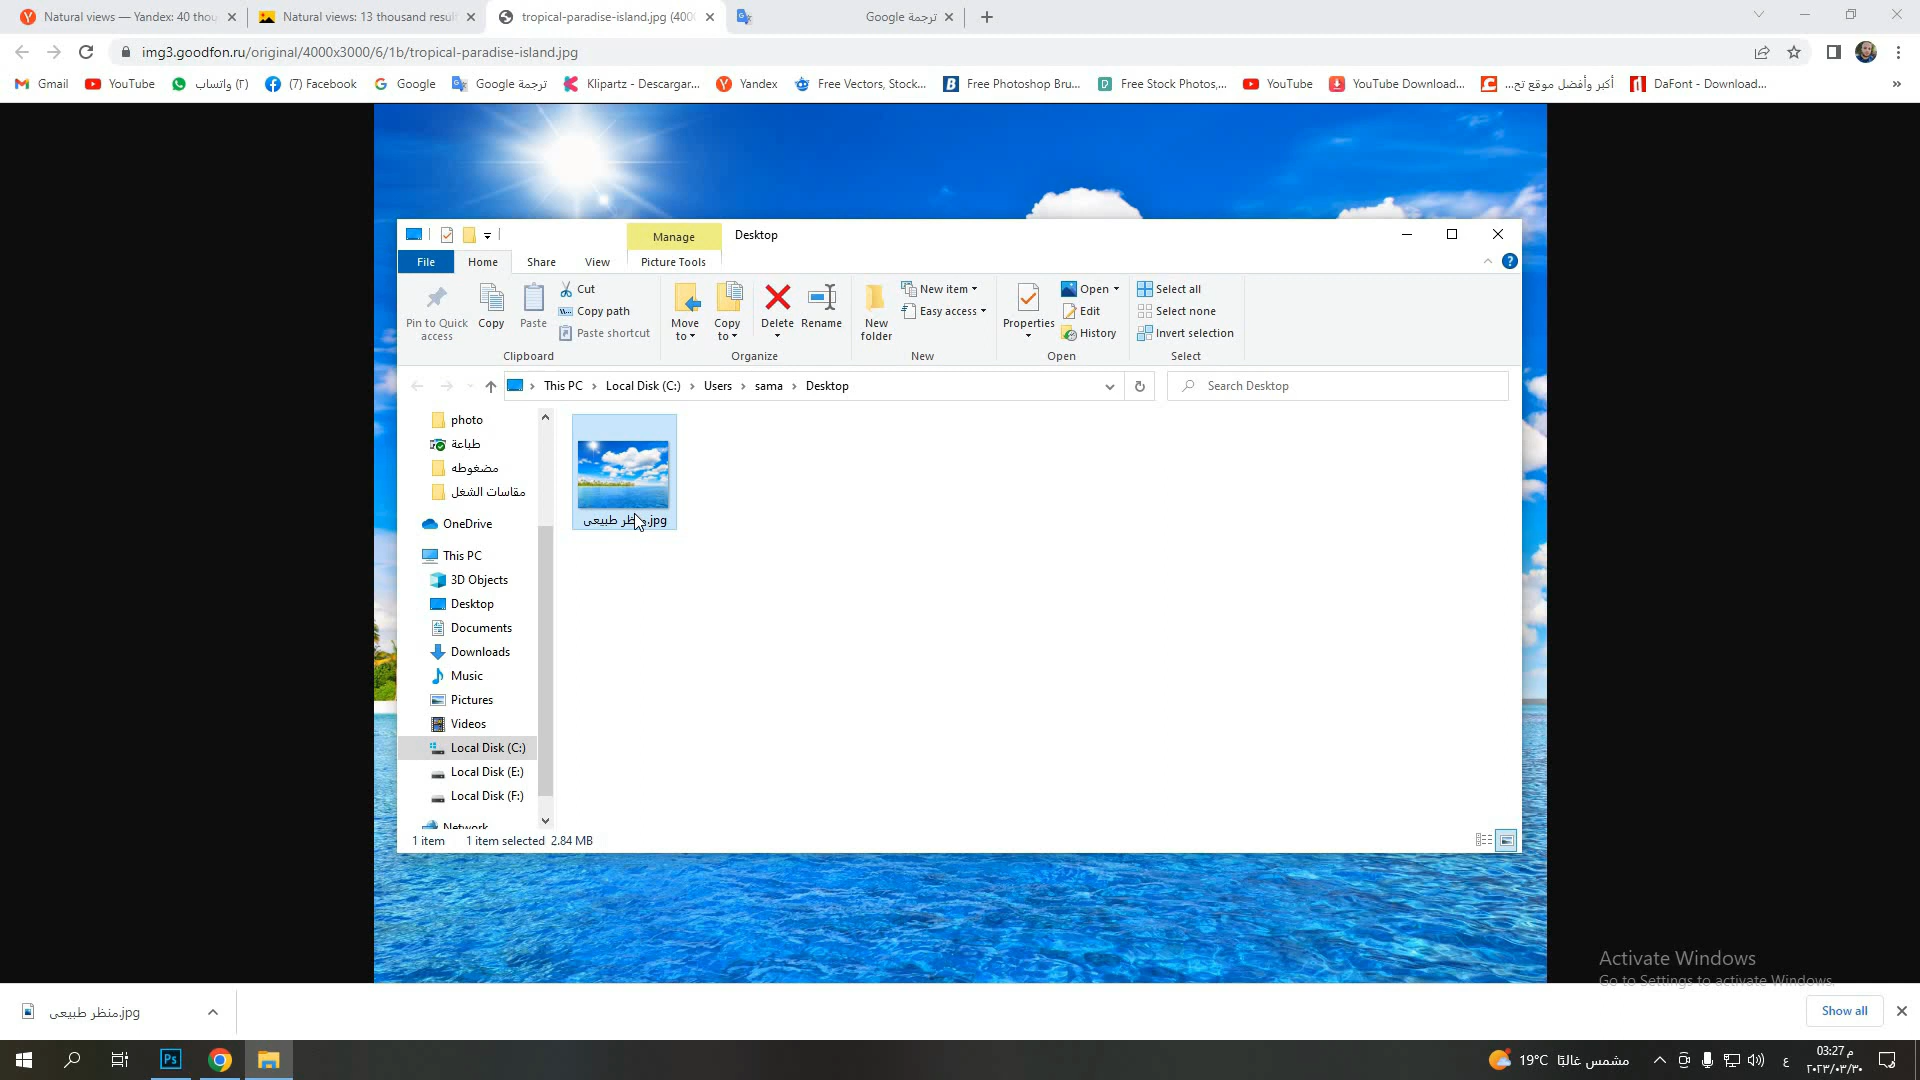 Natural views — Yandex: 40 thou
Natural views: 13 thousand resul
tropical-paradise-island.jpg (400
ترجمة Google
img3.goodfon.ru/original/4000x3000/6/1b/tropical-paradise-island.jpg
Gmail
YouTube
(٢) واتساب
(7) Facebook
Google
ترجمة Google
Klipartz - Descargar...
Yandex
Free Vectors, Stock...
Free Photoshop Bru...
Free Stock Photos,...
YouTube
YouTube Download...
أكبر وأفضل موقع تح...
DaFont - Download...
»
Manage
Desktop
File
Home
Share
View
Picture Tools
Pin to Quick access
Copy
Paste
Cut
Copy path
Paste shortcut
Clipboard
Move to
Copy to
Delete
Rename
Organize
New folder
New item
Easy access
New
Properties
Open
Edit
History
Open
Select all
Select none
Invert selection
Select
This PC > Local Disk (C:) > Users > sama > Desktop
Search Desktop
photo
طباعة
مضغوطه
مقاسات الشغل
OneDrive
This PC
3D Objects
Desktop
Documents
Downloads
Music
Pictures
Videos
Local Disk (C:)
Local Disk (E:)
Local Disk (F:)
Network
طبيعى.jpg
1 item
1 item selected 2.84 MB
Activate Windows
Go to Settings to activate Windows.
منظر طبيعى.jpg
Show all
Ps
19°C مشمس غالبًا
ع
03:27 م
٢٠٢٣/٠٣/٣٠